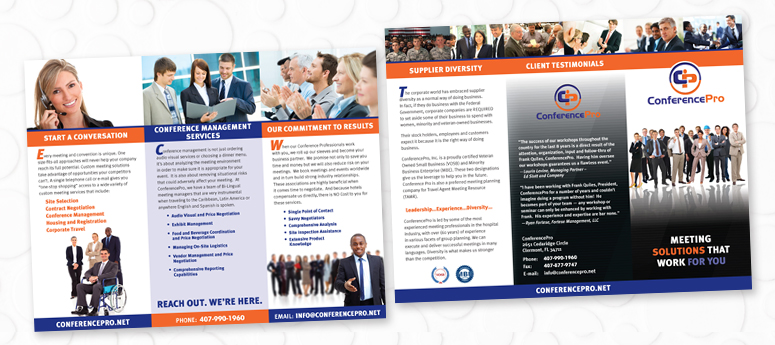 START A CONVERSATION
Every meeting and convention is unique. One
size-fits-all approaches will never help your company
reach its full potential. Custom meeting solutions
take advantage of your competitors
can't. A single phone call or e-mail gives you
"one-stop shopping" access to a wide variety of
custom meeting services that include:
Site Selection
Contract Negotiation
Conference Management
Housing and Registration
Corporate Travel
CONFERENCEPRO.NET
CONFERENCE MANAGEMENT
SERVICES
Conference management is not just ordering
audio visual services or choosing a dinner menu.
It's about analyzing the meeting environment
in order to make sure it is appropriate for your
event. It is also about removing situational risks
that could adversely affect your meeting. At
ConferencePro, we have a team of Bi-Lingual
meeting managers that are very instrumental
when traveling to the Caribbean, Latin America or
anywhere English and Spanish is spoken.
• Audio Visual and Price Negotiation
• Exhibit Management
• Food and Beverage Coordination
and Price Negotiation
• Managing On-Site Logistics
• Vendor Management and Price
Negotiation
• Comprehensive Reporting
Capabilities
REACH OUT. WE'RE HERE.
PHONE: 407-990-1960
OUR COMMITMENT TO RESULTS
When our Conference Professionals work
with you, we roll up our sleeves and become your
business partner. We promise not only to save you
time and money but we will also reduce risk on your
meetings. We book meetings and events worldwide
and in turn build strong industry relationships.
These associations are highly beneficial when
it comes time to negotiate. And because hotels
compensate us directly, there is NO Cost to you for
these services.
• Single Point of Contact
• Savvy Negotiators
• Comprehensive Analysis
• Site Inspection Assistance
• Extensive Product
Knowledge
EMAIL: INFO@CONFERENCEPRO.NET
SUPPLIER DIVERSITY
The corporate world has embraced supplier
diversity as a normal way of doing business.
In fact, if they do business with the Federal
Government, corporate companies are REQUIRED
to set aside some of their business to spend with
women, minority and veteran owned businesses.
Their stock holders, employees and customers
expect it because it is the right way of doing
business.
ConferencePro, Inc. is a proud certified Veteran
Owned Small Business (VOSB) and Minority
Business Enterprise (MBE). These two designations
give us the leverage to help you in the future.
Conference Pro is also a preferred meeting planning
company for Travel Agent Meeting Resource
(TAMR).
Leadership...Experience...Diversity...
ConferencePro is led by some of the most
experienced meeting professionals in the hospital
industry, with over (60 years) of experience
in various facets of group planning. We can
execute and deliver successful meetings in many
languages. Diversity is what makes us stronger
than the competition.
CLIENT TESTIMONIALS
CP
ConferencePro
"The success of our workshops throughout the
country for the last 8 years is a direct result of the
attention, organization, input and follow thru of
Frank Quiles, ConferencePro. Having him oversee
our workshops guarantees us a flawless event."
—Laurie Levine, Managing Partner –
Ed Slott and Company
"I have been working with Frank Quiles, President,
ConferencePro for a number of years and couldn't
imagine doing a program without him! He
becomes part of your team — any workshop or
seminar can only be enhanced by working with
Frank. His experience and expertise are bar none."
—Ryan Fortese, Fortese Management, LLC
ConferencePro
2651 Cedaridge Circle
Clermont, FL 34711
Phone: 407-990-1960
Fax: 407-877-9747
E-mail: info@conferencepro.net
CONFERENCEPRO.NET
CP
ConferencePro
MEETING
SOLUTIONS THAT
WORK FOR YOU